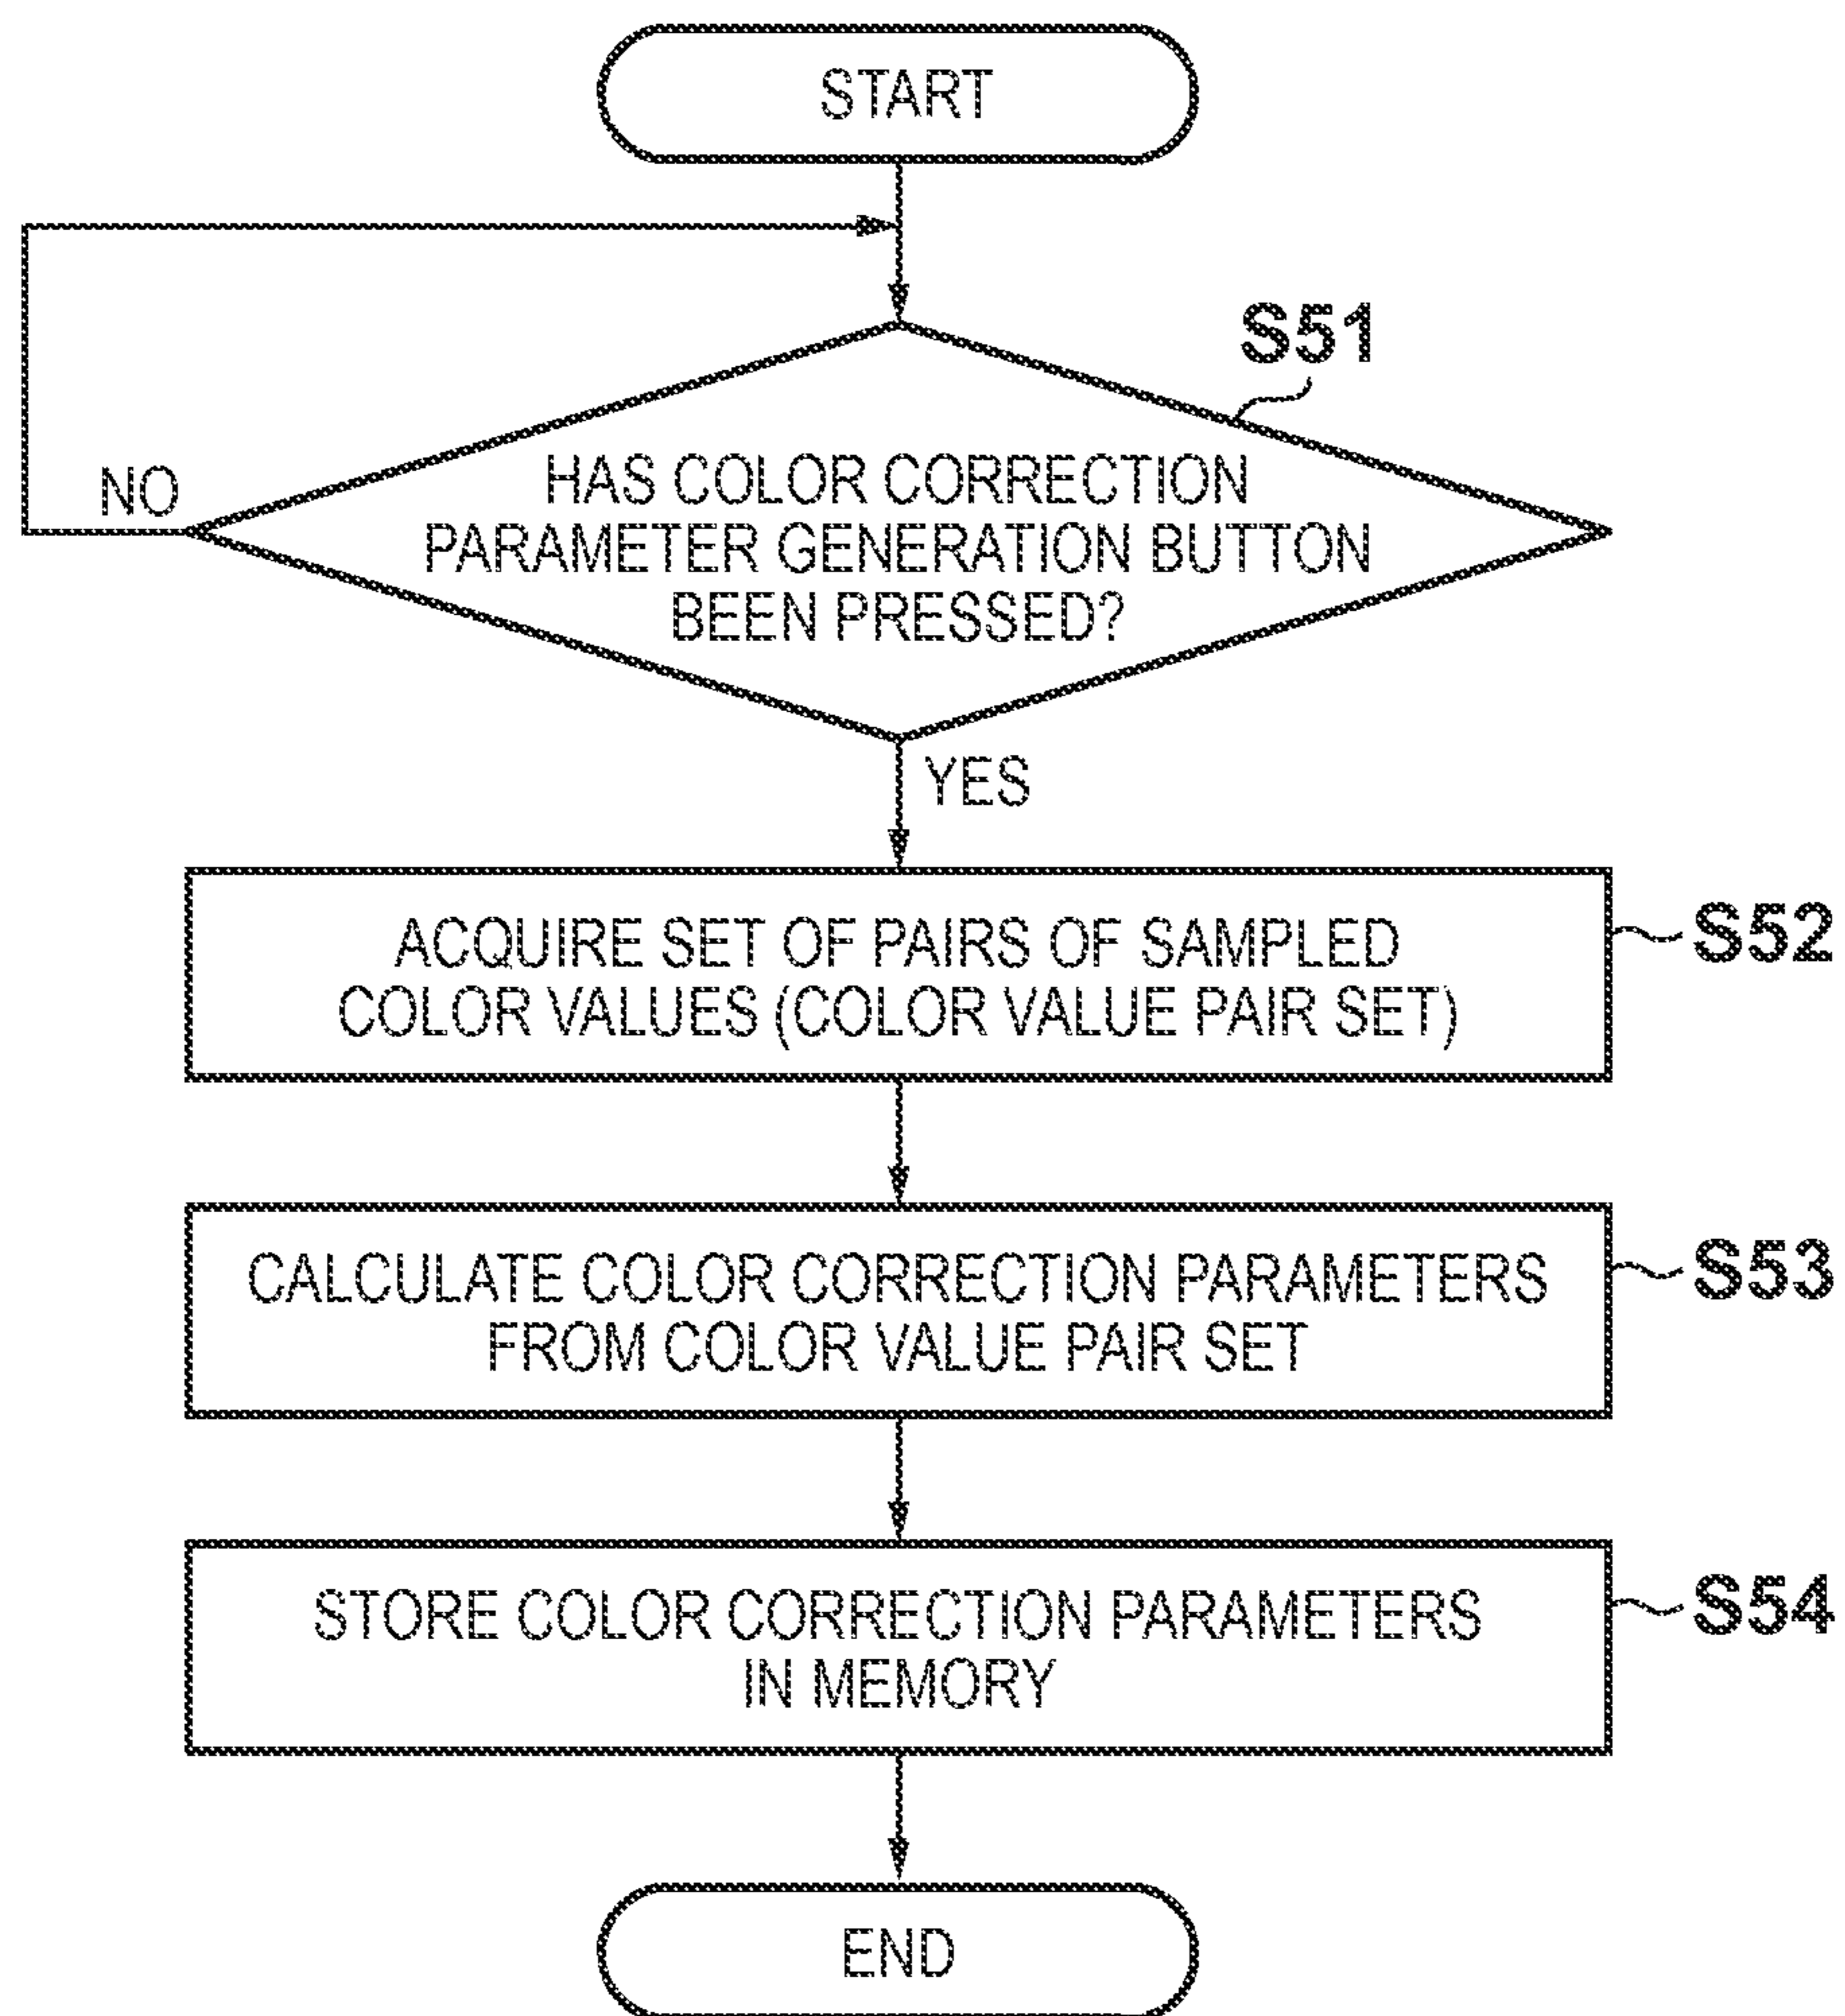 START
S51
HAS COLOR CORRECTION
PARAMETER GENERATION BUTTON
BEEN PRESSED?
NO
YES
ACQUIRE SET OF PAIRS OF SAMPLED
COLOR VALUES (COLOR VALUE PAIR SET)
S52
CALCULATE COLOR CORRECTION PARAMETERS
FROM COLOR VALUE PAIR SET
S53
STORE COLOR CORRECTION PARAMETERS
IN MEMORY
S54
END